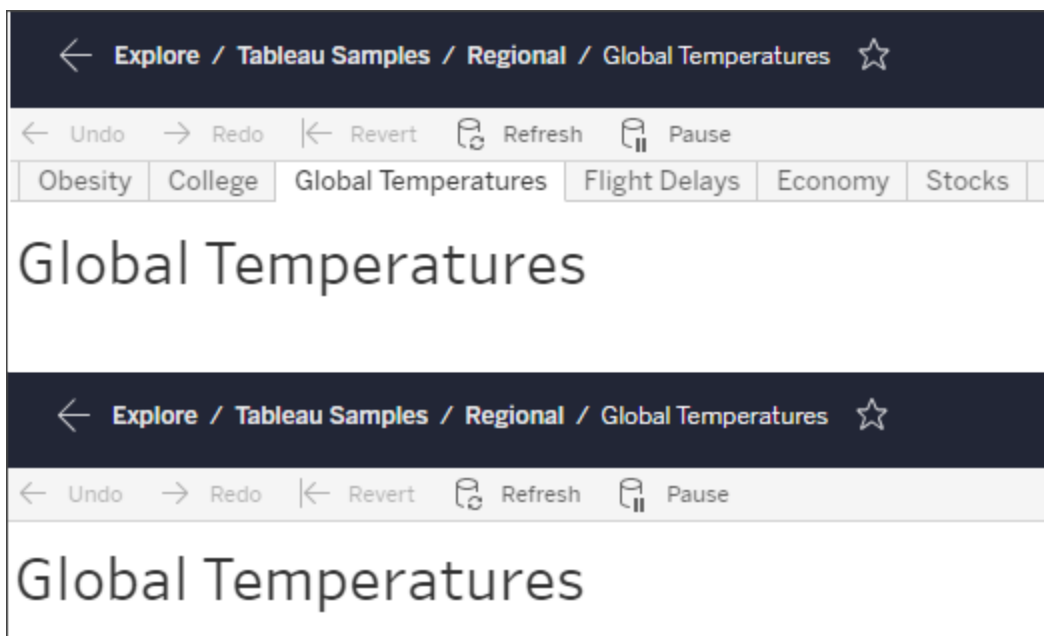 Explore / Tableau Samples / Regional / Global Temperatures
Undo Redo Revert Refresh Pause
Obesity College Global Temperatures Flight Delays Economy Stocks
Global Temperatures
Explore / Tableau Samples / Regional / Global Temperatures
Undo Redo Revert Refresh Pause
Global Temperatures